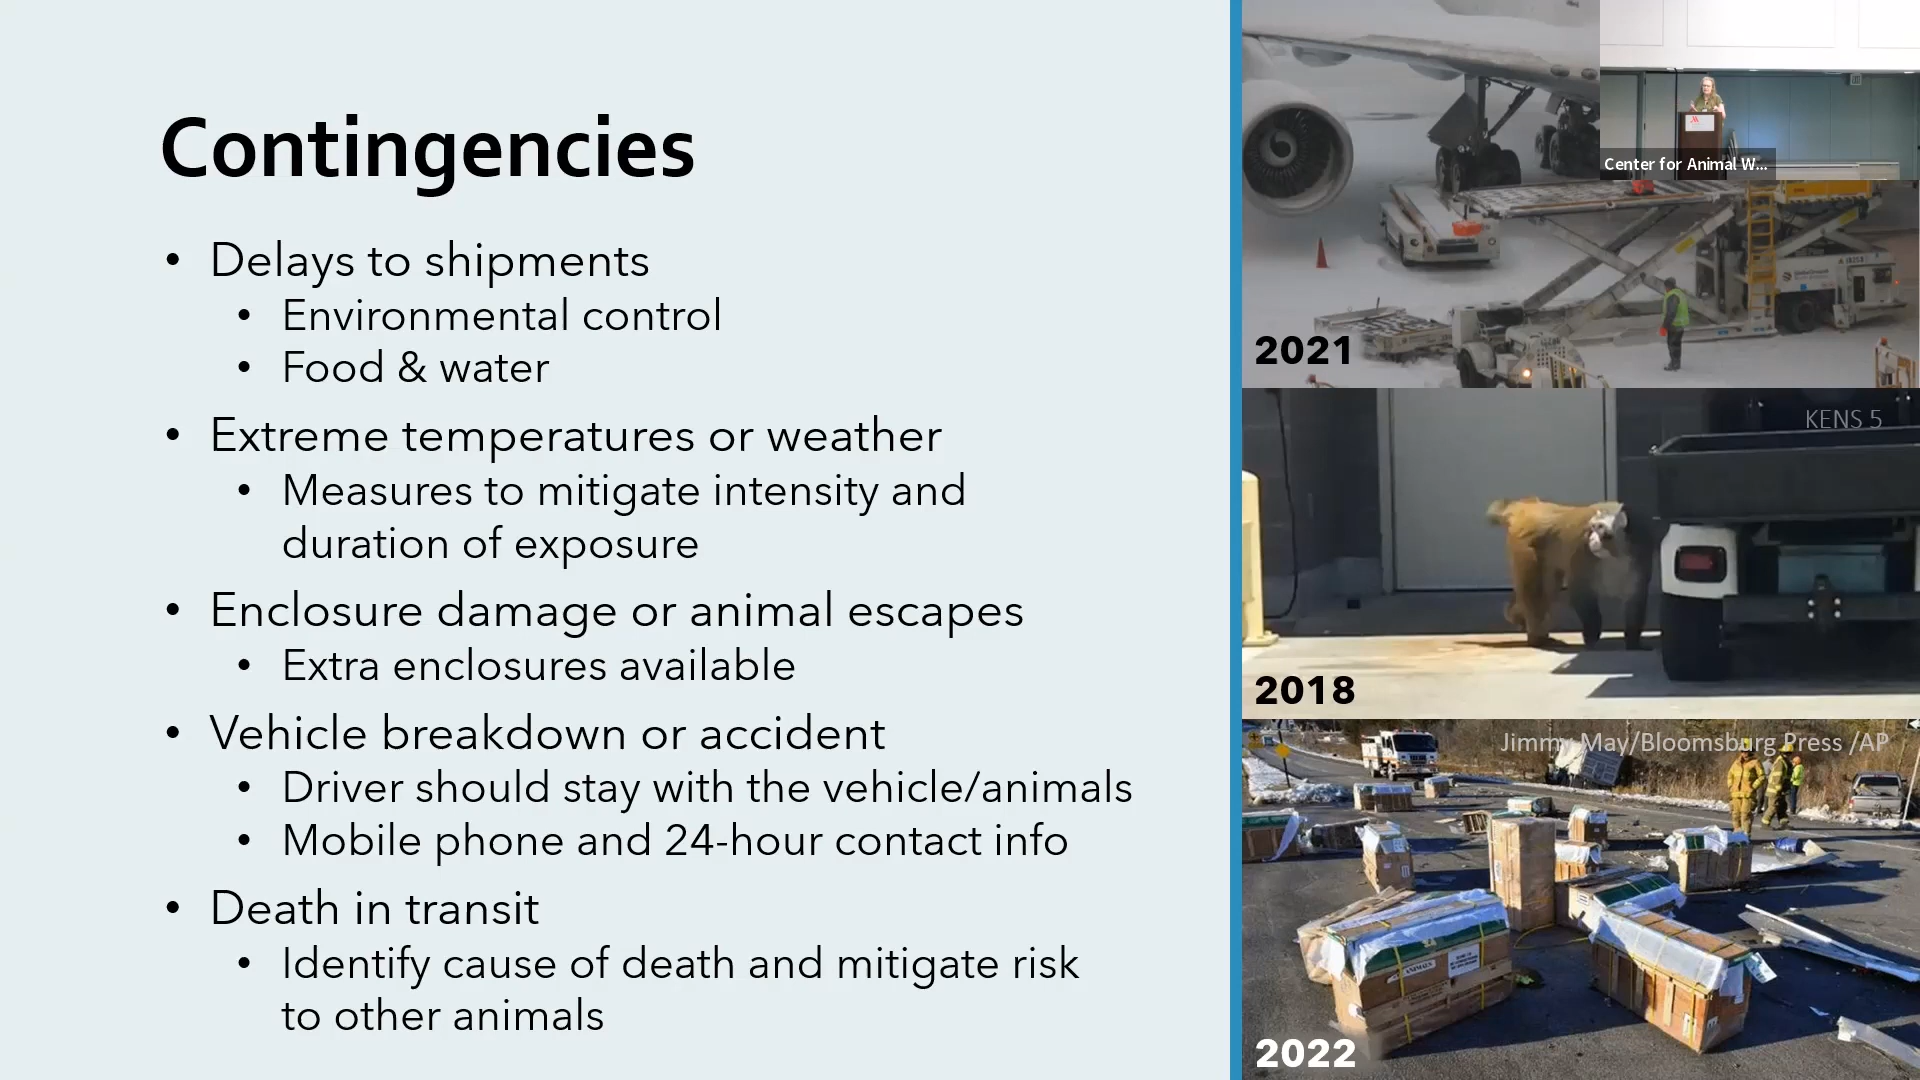 Contingencies
• Delays to shipments
• Environmental control
• Food & water
• Extreme temperatures or weather
• Measures to mitigate intensity and
duration of exposure
• Enclosure damage or animal escapes
• Extra enclosures available
• Vehicle breakdown or accident
• Driver should stay with the vehicle/animals
• Mobile phone and 24-hour contact info
• Death in transit
• Identify cause of death and mitigate risk
to other animals
Center for Animal W...
2021
KENS 5
2018
Jimmy May/Bloomsburg Press /AP
ANIMALS
2022